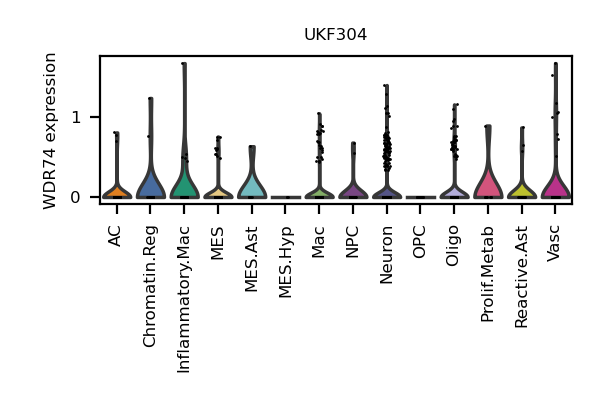 UKF304
WDR74 expression
1
0
AC
Chromatin.Reg
Inflammatory.Mac
MES
MES.Ast
MES.Hyp
Mac
NPC
Neuron
OPC
Oligo
Prolif.Metab
Reactive.Ast
Vasc